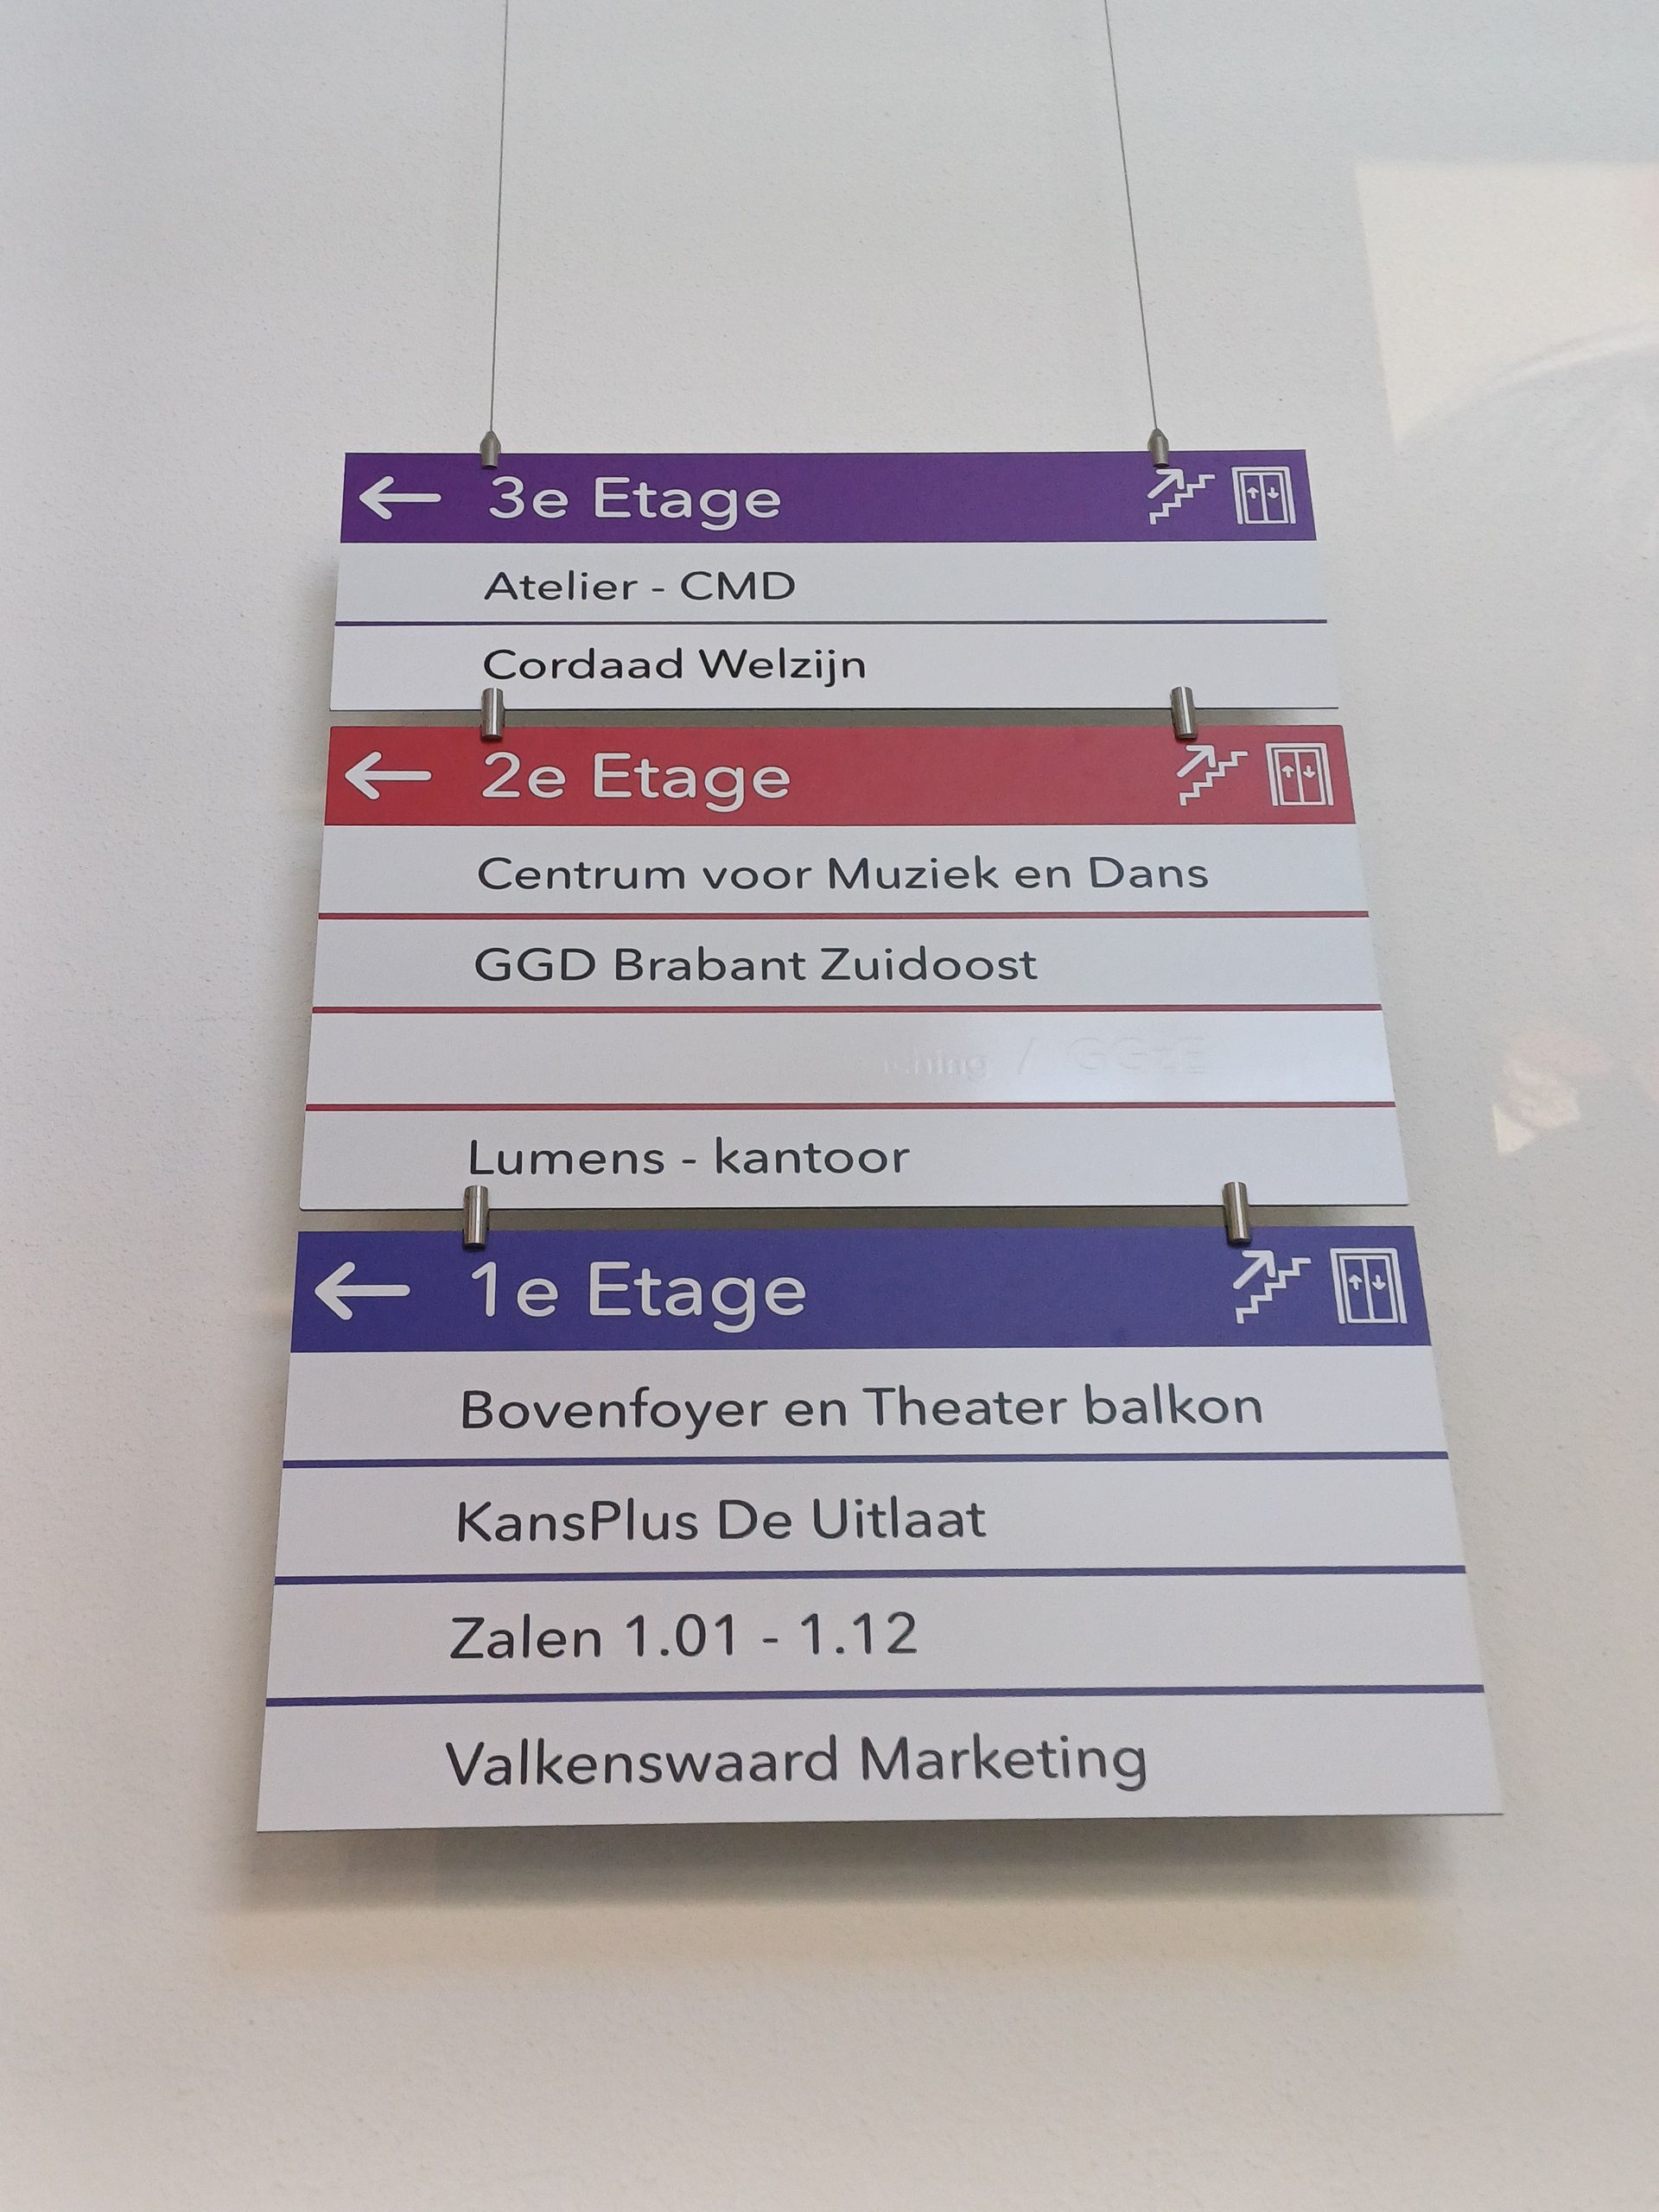 3e Etage
Atelier - CMD
Cordaad Welzijn
2e Etage
Centrum voor Muziek en Dans
GGD Brabant Zuidoost
/ GGzE
Lumens - kantoor
1e Etage
Bovenfoyer en Theater balkon
KansPlus De Uitlaat
Zalen 1.01 - 1.12
Valkenswaard Marketing